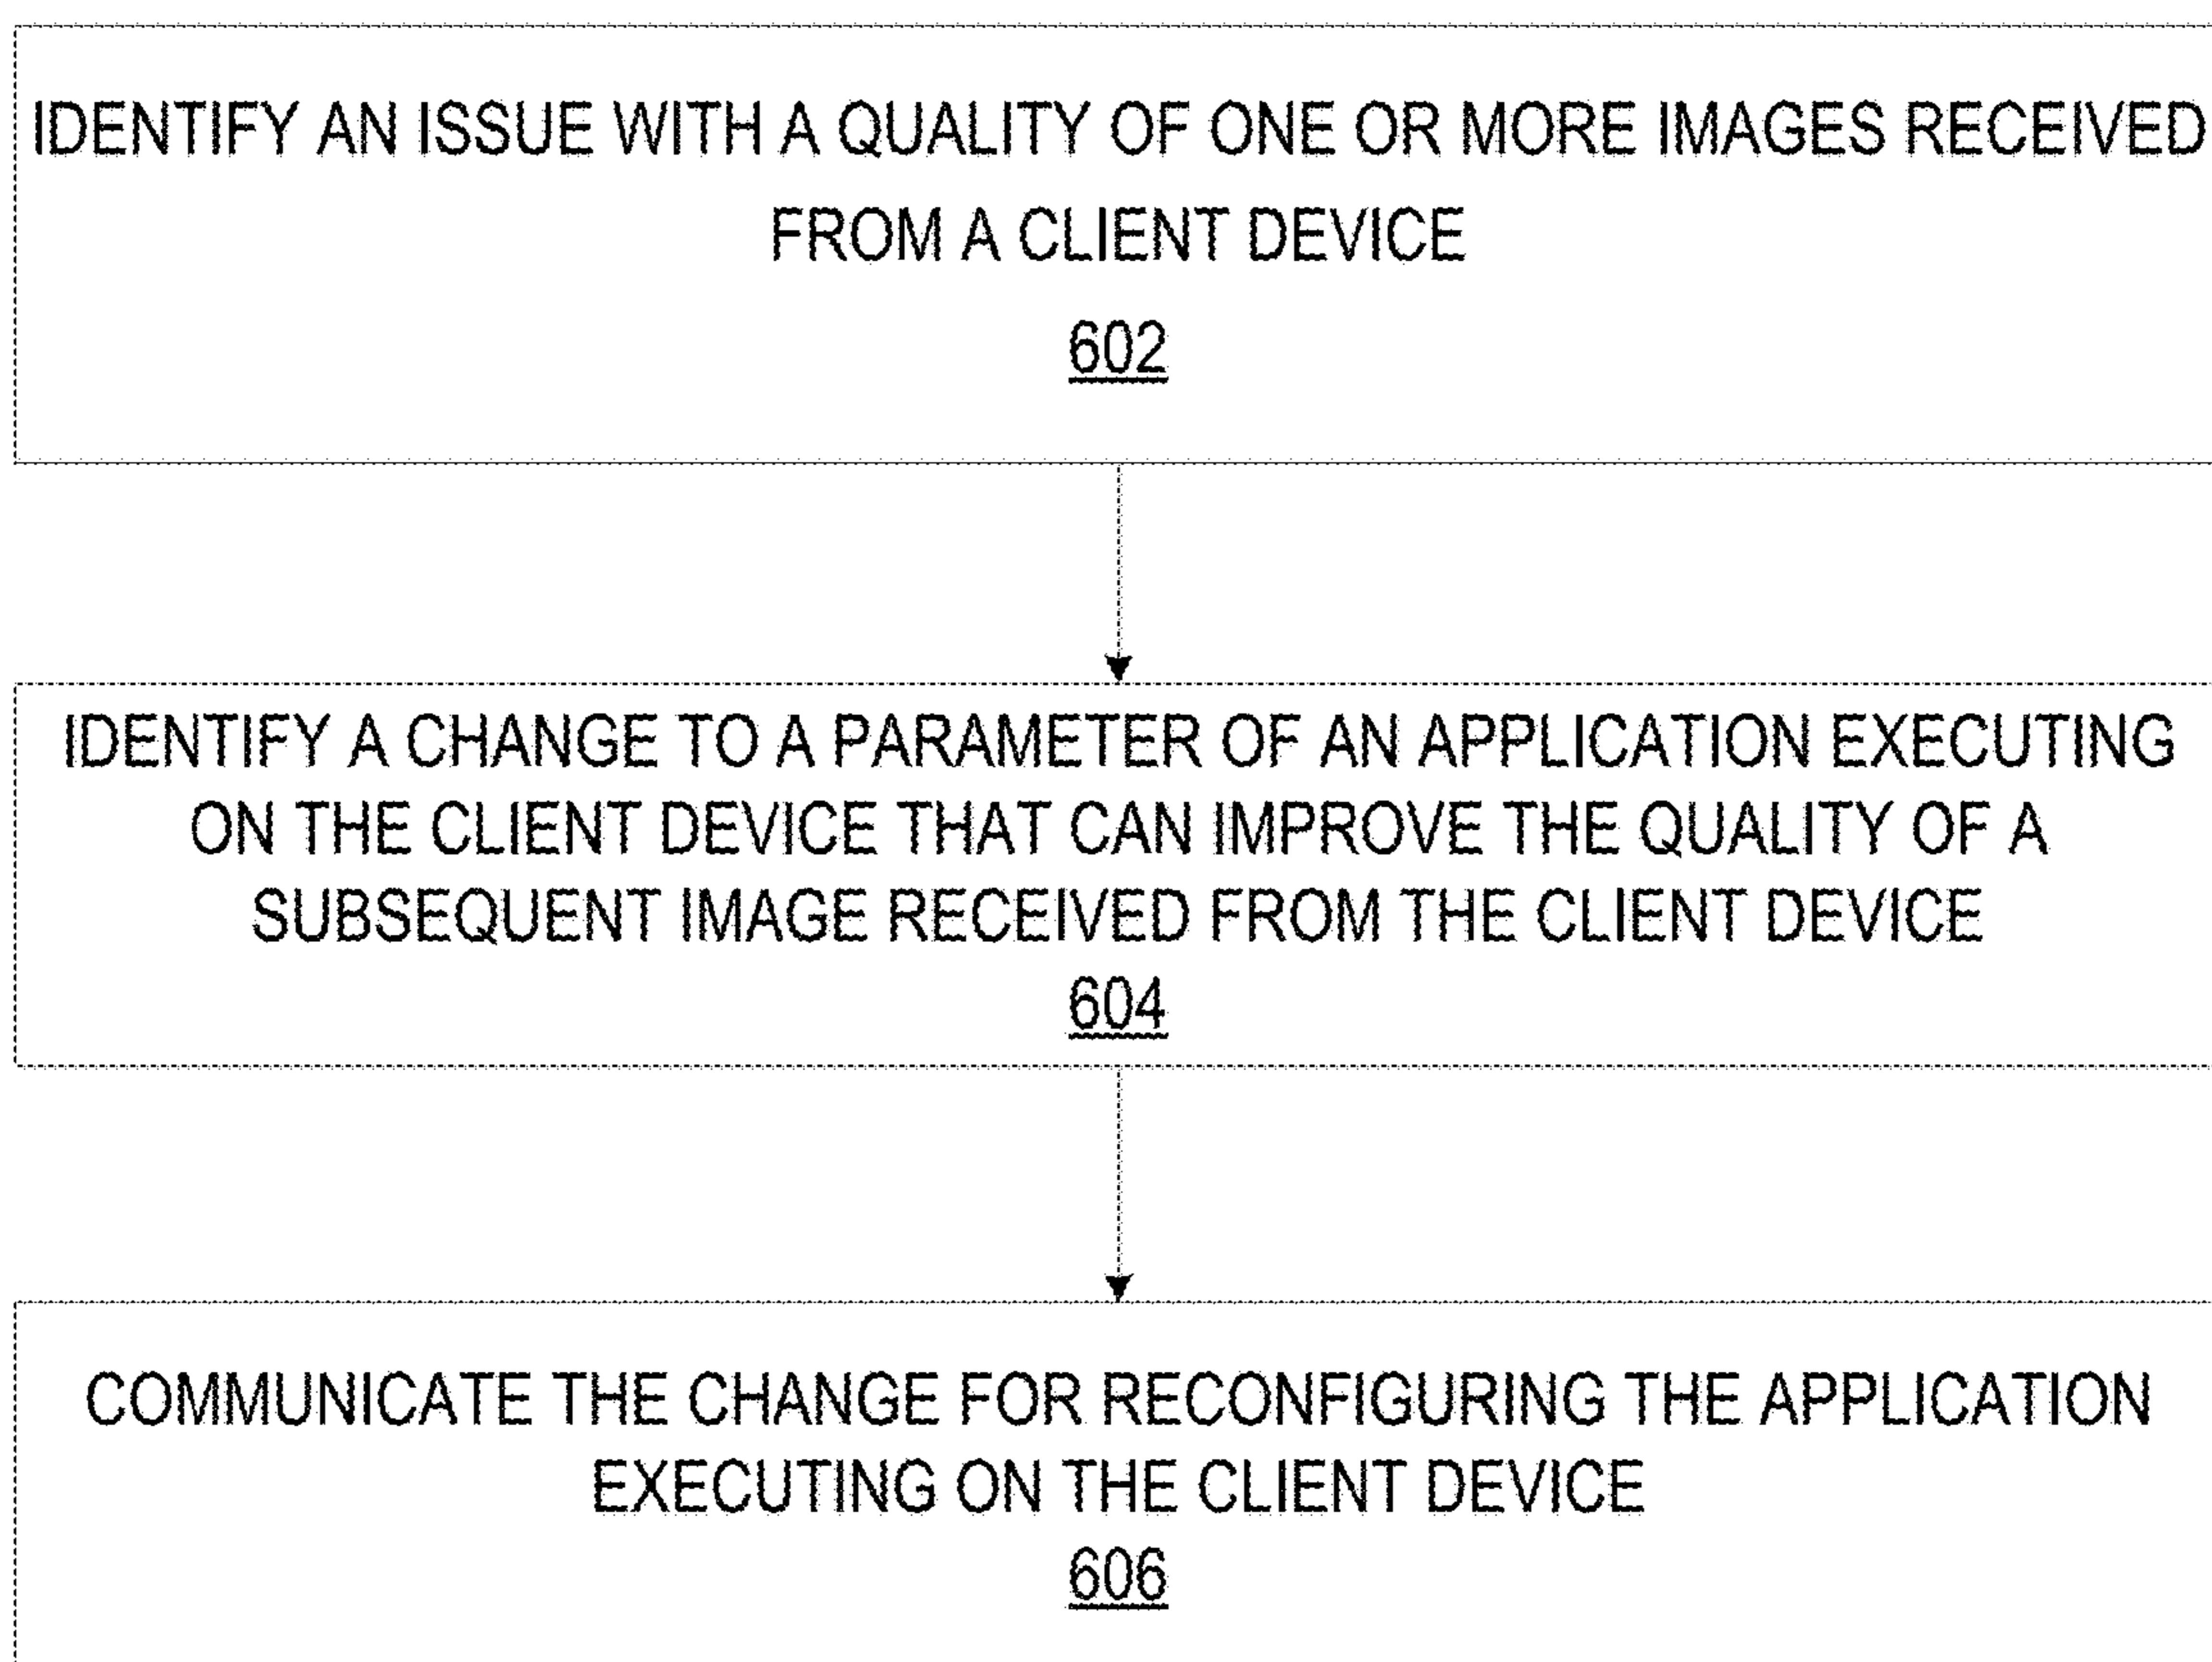 IDENTIFY AN ISSUE WITH A QUALITY OF ONE OR MORE IMAGES RECEIVED
FROM A CLIENT DEVICE
602
IDENTIFY A CHANGE TO A PARAMETER OF AN APPLICATION EXECUTING
ON THE CLIENT DEVICE THAT CAN IMPROVE THE QUALITY OF A
SUBSEQUENT IMAGE RECEIVED FROM THE CLIENT DEVICE
604
COMMUNICATE THE CHANGE FOR RECONFIGURING THE APPLICATION
EXECUTING ON THE CLIENT DEVICE
606